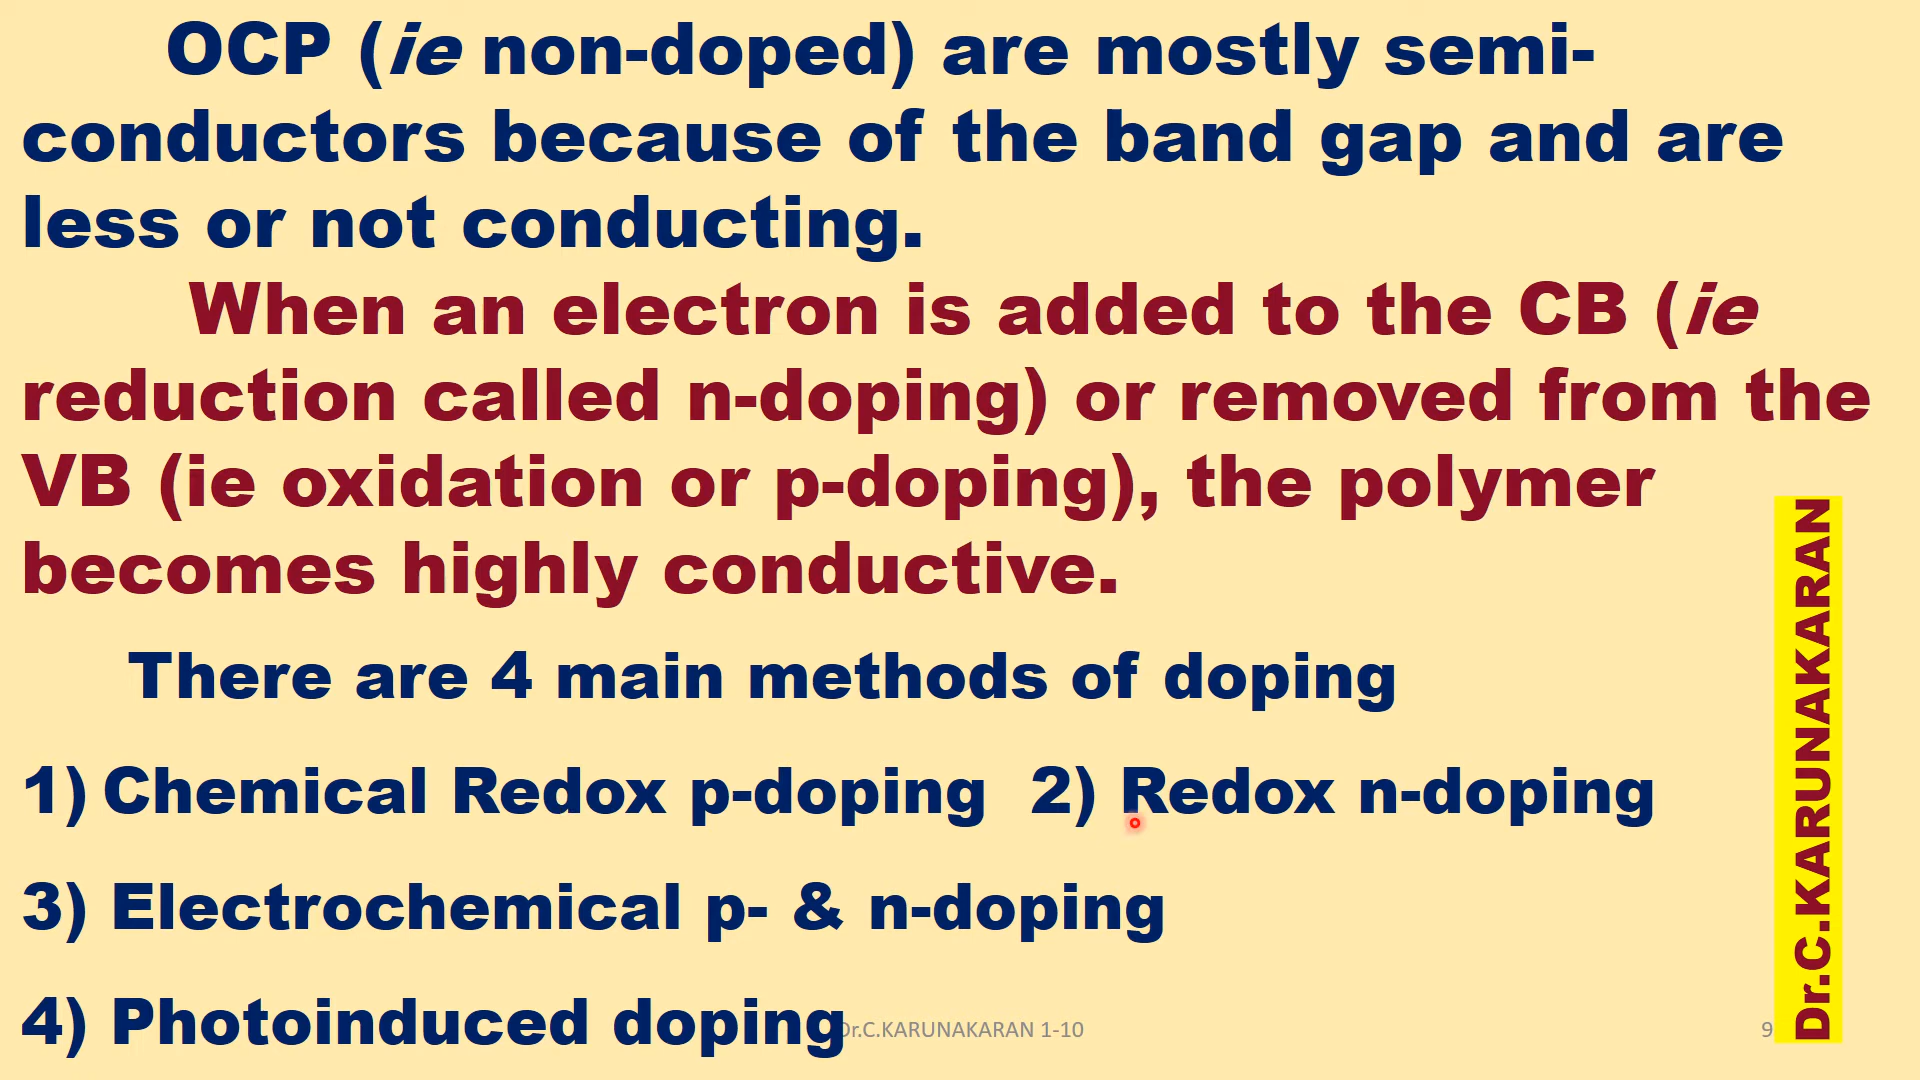 OCP (ie non-doped) are mostly semi-
conductors because of the band gap and are
less or not conducting.
When an electron is added to the CB (ie
reduction called n-doping) or removed from the
VB (ie oxidation or p-doping), the polymer
becomes highly conductive.
There are 4 main methods of doping
1) Chemical Redox p-doping 2) Redox n-doping
3) Electrochemical p- & n-doping
4) Photoinduced doping
Dr.C.KARUNAKARAN 1-10
9
Dr.C.KARUNAKARAN